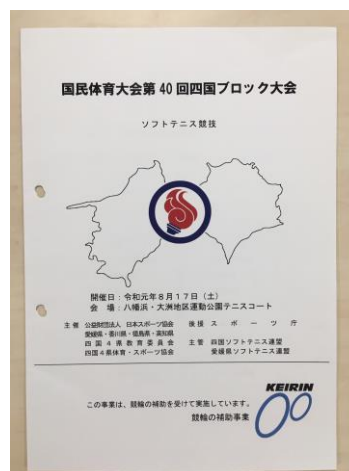 国民体育大会第40回四国ブロック大会
ソフトテニス競技
開催日：令和元年８月１７日（土）
会　場：八幡浜・大洲地区運動公園テニスコート
主催　公益財団法人　日本スポーツ協会　後援　スポーツ庁
愛媛県・香川県・徳島県・高知県
四国４県教育委員会　主管　四国ソフトテニス連盟
四国４県体育・スポーツ協会　愛媛県ソフトテニス連盟
この事業は、競輪の補助を受けて実施しています。
競輪の補助事業
KEIRIN